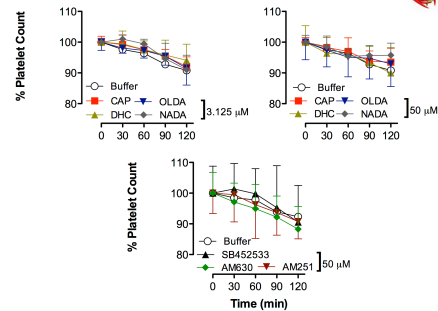 % Platelet Count
110
100
90
80
Buffer
CAP OLDA
DHC NADA
3.125 μM
0 30 60 90 120
% Platelet Count
110
100
90
80
Buffer
CAP OLDA
DHC NADA
50 μM
0 30 60 90 120
% Platelet Count
110
100
90
80
Buffer
SB452533
AM630 AM251
50 μM
0 30 60 90 120
Time (min)